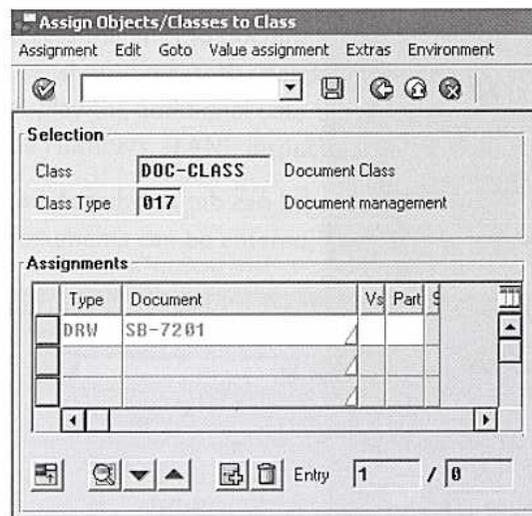 Assign Objects/Classes to Class
Assignment Edit Goto Value assignment Extras Environment
Selection
Class DOC-CLASS Document Class
Class Type 017 Document management
Assignments
Type Document Vs Part S
DRW SB-7201
Entry 1 / 0